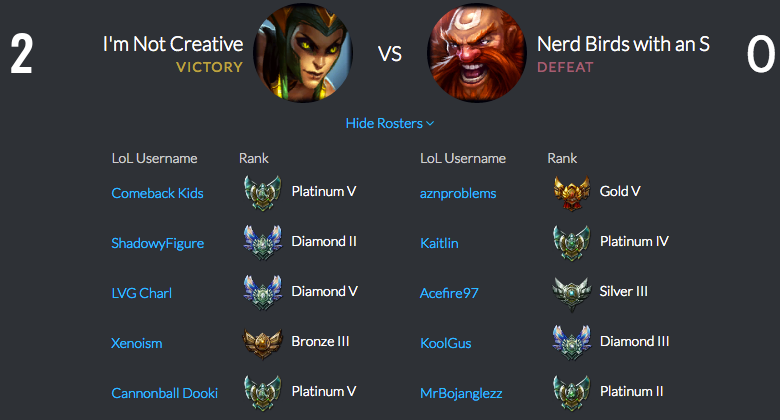 2
I'm Not Creative
VICTORY
VS
Nerd Birds with an S
DEFEAT
0
Hide Rosters
LoL Username Rank LoL Username Rank
Comeback Kids Platinum V aznproblems Gold V
ShadowyFigure Diamond II Kaitlin Platinum IV
LVG Charl Diamond V Acefire97 Silver III
Xenoism Bronze III KoolGus Diamond III
Cannonball Dooki Platinum V MrBojanglezz Platinum II